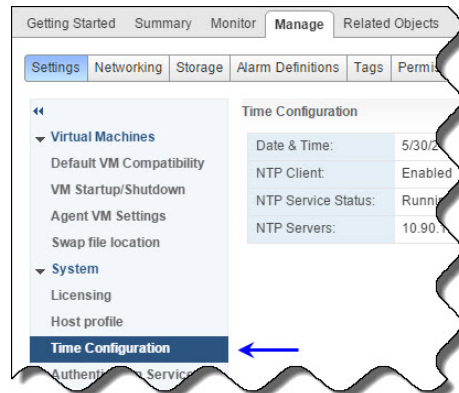 Getting Started Summary Monitor Manage Related Objects
Settings Networking Storage Alarm Definitions Tags
Time Configuration
Virtual Machines
Default VM Compatibility
VM Startup/Shutdown
Agent VM Settings
Swap file location
System
Licensing
Host profile
Time Configuration
Date & Time: 5/30/2
NTP Client: Enabled
NTP Service Status:
NTP Servers: 10.90.1